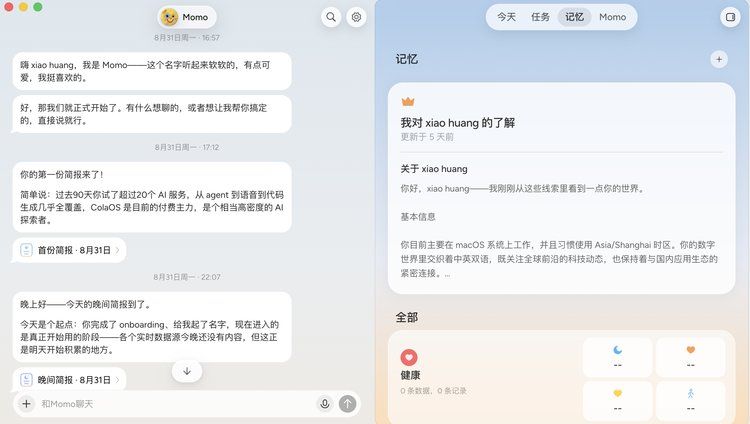 Momo
8月31日周一 · 16:57
嗨 xiao huang，我是 Momo——这个名字听起来软软的，有点可
爱，我挺喜欢的。
好，那我们就正式开始了。有什么想聊的，或者想让我帮你搞定
的，直接说就行。
8月31日周一 · 17:12
你的第一份简报来了！
简单说：过去90天你试了超过20个 AI 服务，从 agent 到语音到代码
生成几乎全覆盖，ColaOS 是目前的付费主力，是个相当高密度的 AI
探索者。
首份简报 · 8月31日
8月31日周一 · 22:07
晚上好——今天的晚间简报到了。
今天是个起点：你完成了 onboarding、给我起了名字，现在进入的
是真正开始用的阶段——各个实时数据源今晚还没有内容，但这正
是明天开始积累的地方。
晚间简报 · 8月31日
和Momo聊天
今天
任务
记忆
Momo
记忆
我对 xiao huang 的了解
更新于 5 天前
关于 xiao huang
你好，xiao huang——我刚刚从这些线索里看到一点你的世界。
基本信息
你目前主要在 macOS 系统上工作，并且习惯使用 Asia/Shanghai 时区。你的数字
世界里交织着中英双语，既关注全球前沿的科技动态，也保持着与国内应用生态的
紧密连接。...
全部
健康
0 条数据，0 条记录
--
--
--
--